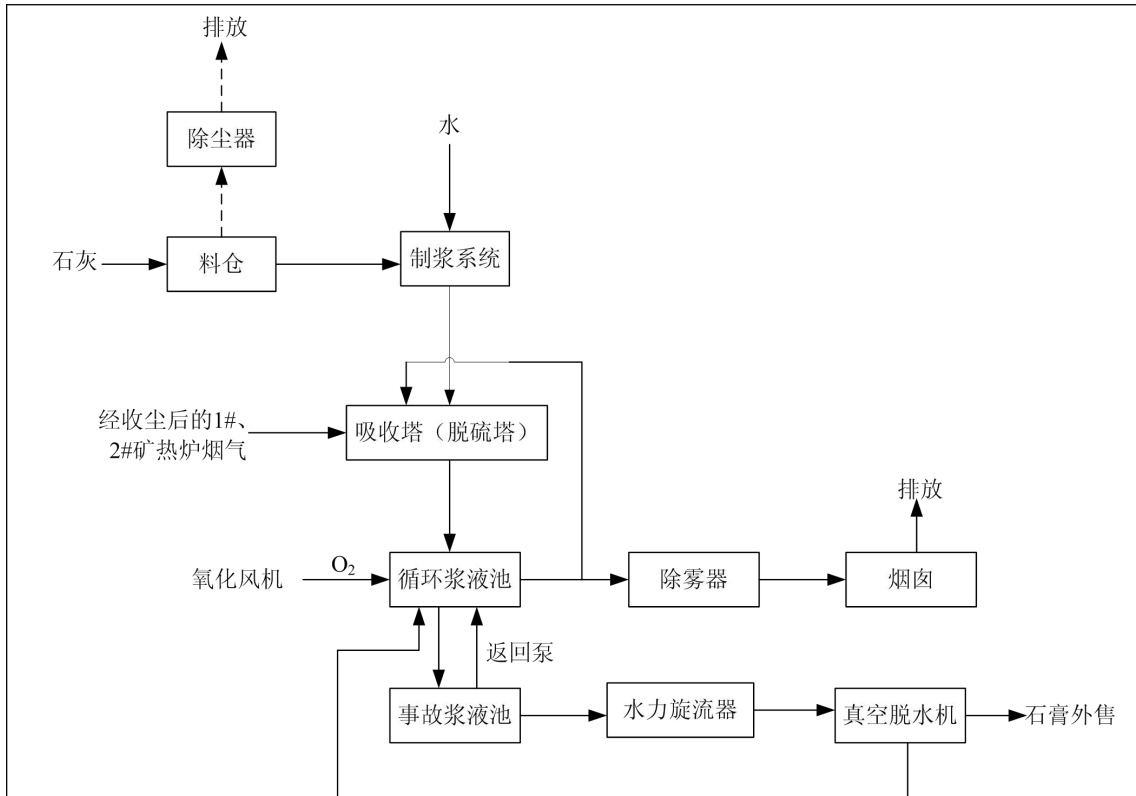 排放
除尘器
水
石灰
料仓
制浆系统
经收尘后的1#、
2#矿热炉烟气
吸收塔（脱硫塔）
排放
氧化风机
O₂
循环浆液池
除雾器
烟囱
返回泵
事故浆液池
水力旋流器
真空脱水机
石膏外售